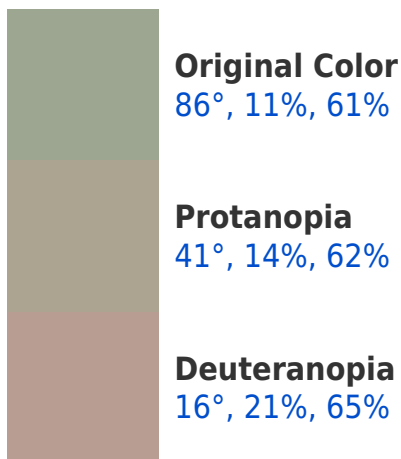 Original Color
86°, 11%, 61%
Protanopia
41°, 14%, 62%
Deuteranopia
16°, 21%, 65%